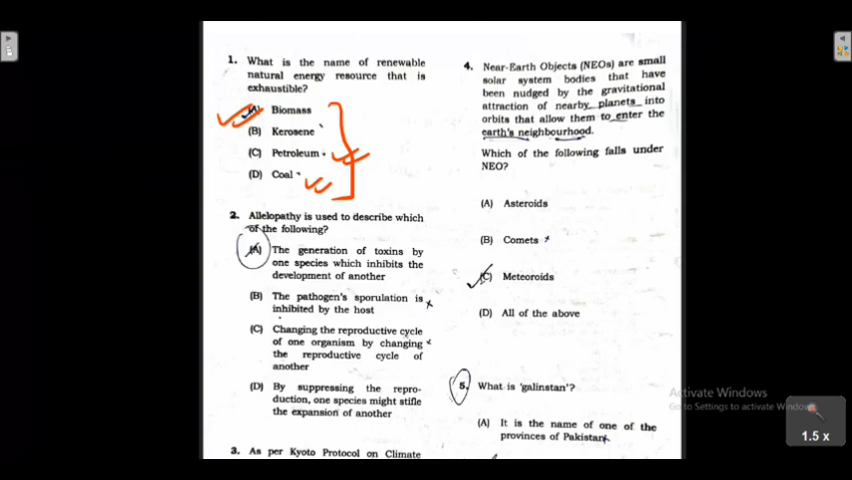 1. What is the name of renewable
natural energy resource that is
exhaustible?
(A) Biomass
(B) Kerosene
(C) Petroleum
(D) Coal
2. Allelopathy is used to describe which
of the following?
(A) The generation of toxins by
one species which inhibits the
development of another
(B) The pathogen's sporulation is
inhibited by the host
(C) Changing the reproductive cycle
of one organism by changing
the reproductive cycle of
another
(D) By suppressing the repro-
duction, one species might stifle
the expansion of another
3. As per Kyoto Protocol on Climate
4. Near-Earth Objects (NEOs) are small
solar system bodies that have
been nudged by the gravitational
attraction of nearby planets into
orbits that allow them to enter the
earth's neighbourhood.
Which of the following falls under
NEO?
(A) Asteroids
(B) Comets
(C) Meteoroids
(D) All of the above
5. What is 'galinstan'?
(A) It is the name of one of the
provinces of Pakistan
Activate Windows
Go to Settings to activate Windows
1.5 x